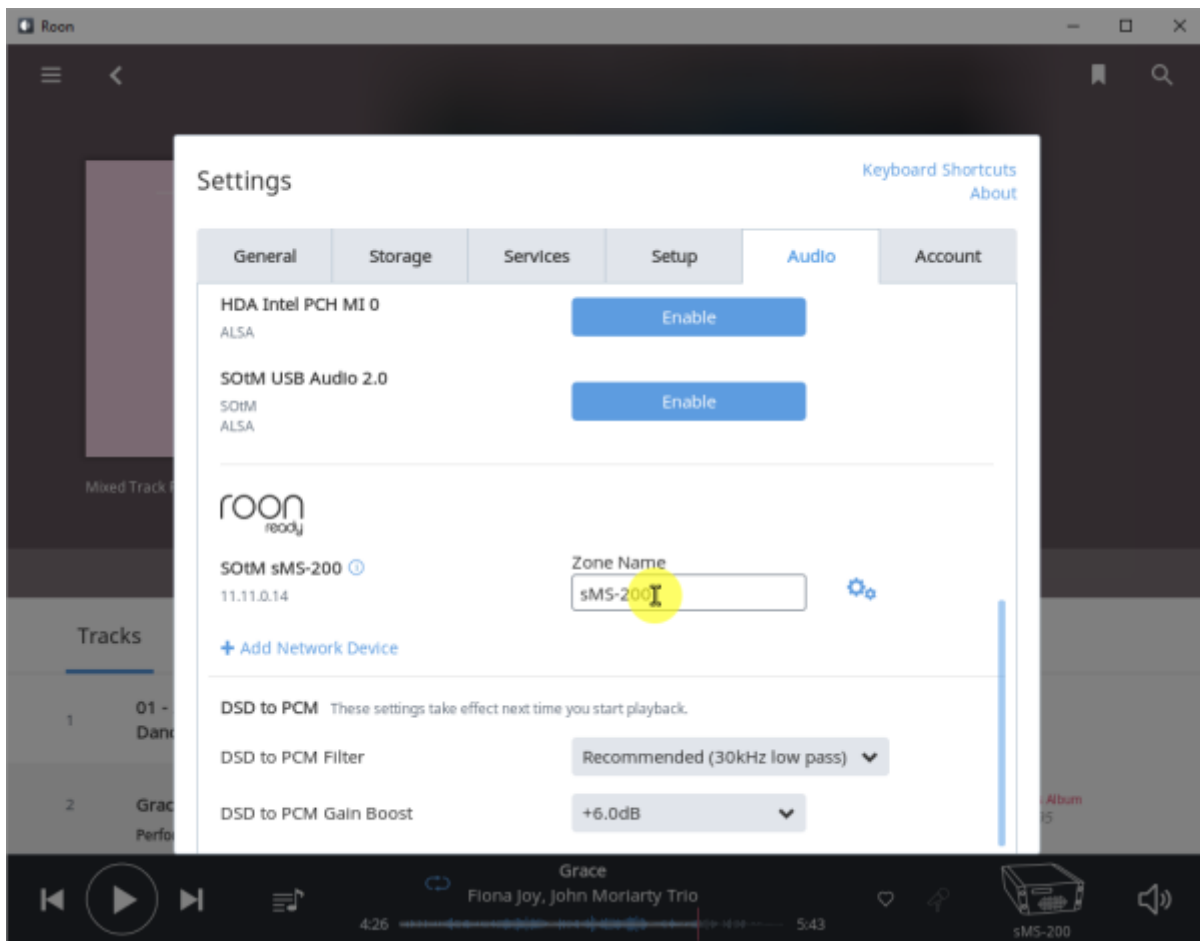 Roon
Settings
Keyboard Shortcuts
About
General Storage Services Setup Audio Account
HDA Intel PCH MI 0
ALSA
Enable
SOtM USB Audio 2.0
SOtM
ALSA
Enable
Mixed Track
roon
ready
SOtM sMS-200
11.11.0.14
Zone Name
sMS-200
+ Add Network Device
Tracks
DSD to PCM These settings take effect next time you start playback.
1
01 -
DSD to PCM Filter
Recommended (30kHz low pass)
2
Grac
Perfo
DSD to PCM Gain Boost
+6.0dB
Album
Grace
Fiona Joy, John Moriarty Trio
4:26
5:43
sMS-200